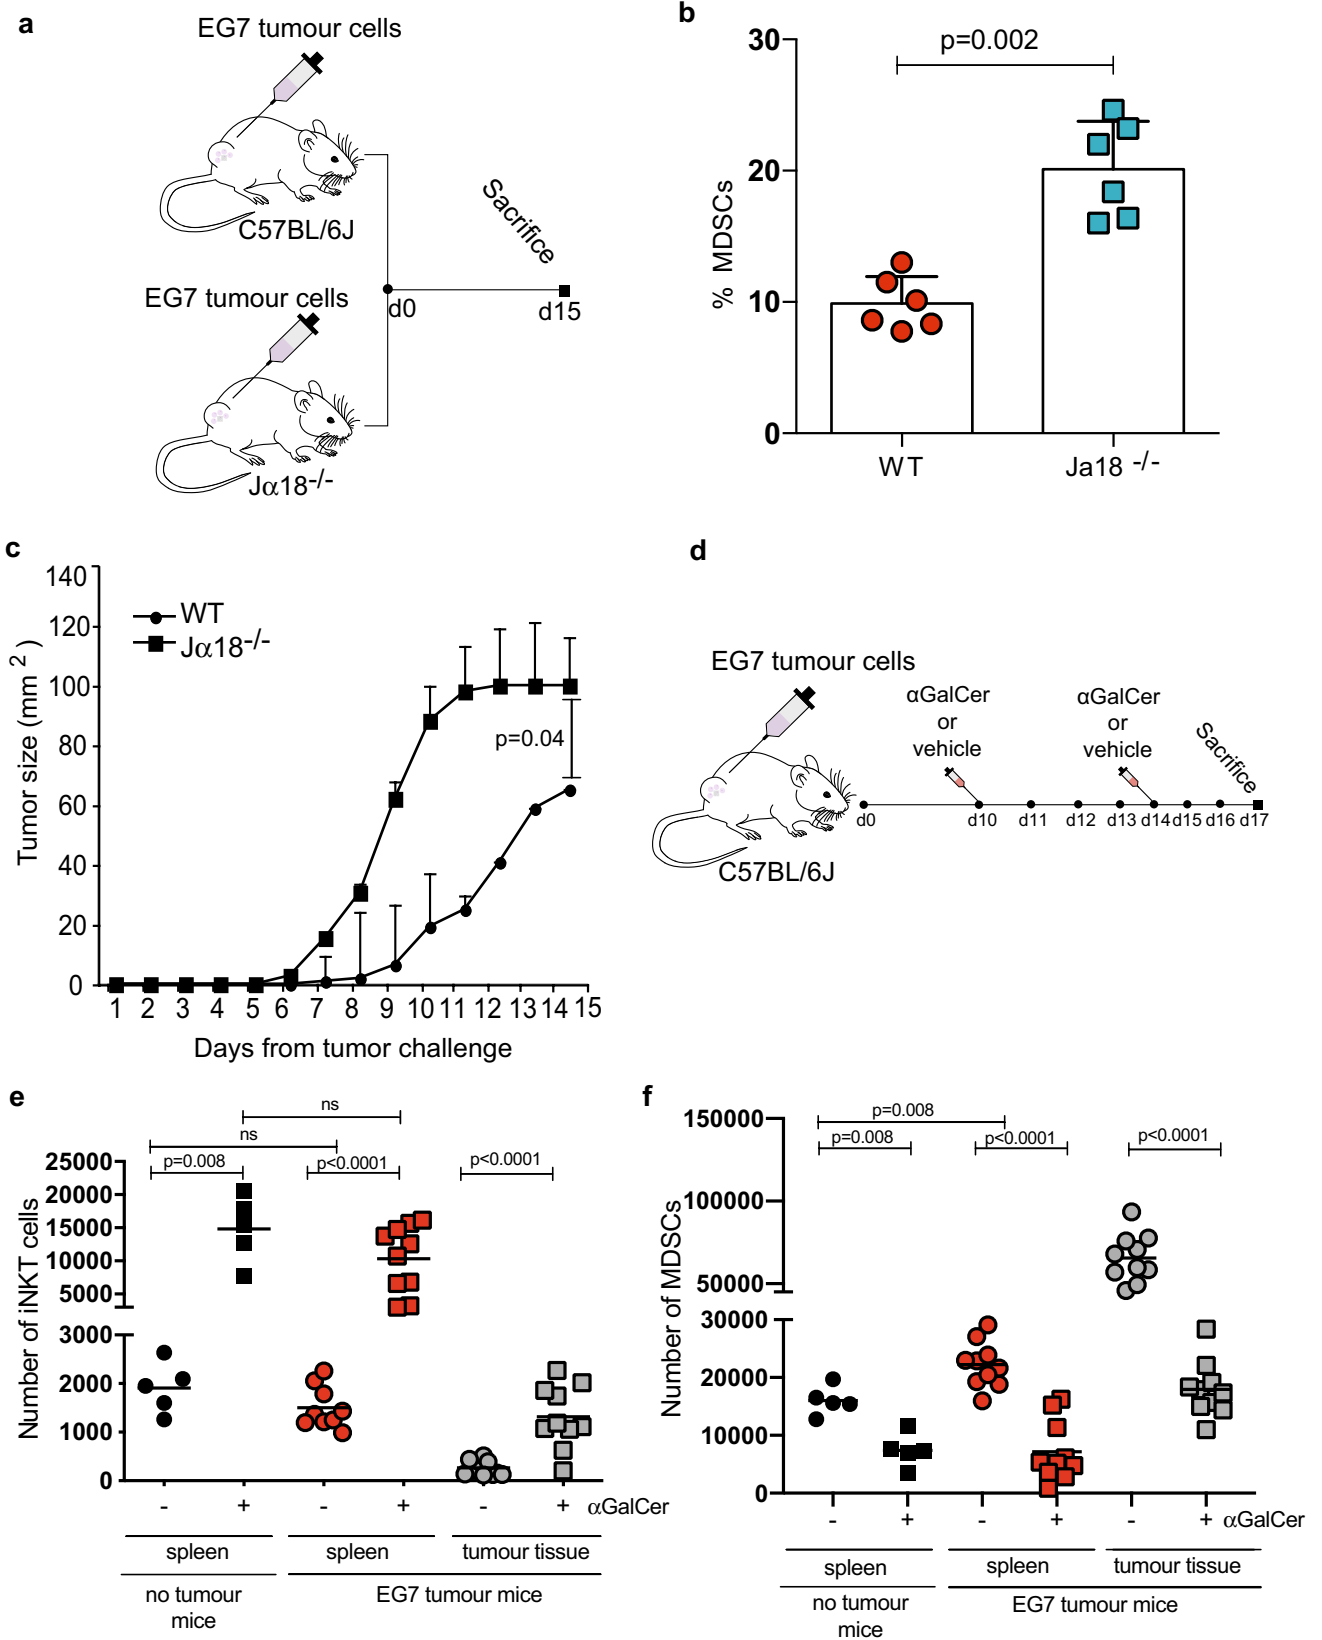 a
EG7 tumour cells
C57BL/6J
EG7 tumour cells
Jα18-/-
d0
Sacrifice
d15
b
p=0.002
30
20
10
0
% MDSCs
WT
Ja18 -/-
c
140
120
100
80
60
40
20
0
Tumor size (mm 2 )
WT
Jα18-/-
p=0.04
1 2 3 4 5 6 7 8 9 10 11 12 13 14 15
Days from tumor challenge
d
EG7 tumour cells
C57BL/6J
αGalCer
or
vehicle
αGalCer
or
vehicle
Sacrifice
d0 d10 d11 d12 d13 d14 d15 d16 d17
e
ns
ns
p=0.008 p<0.0001 p<0.0001
25000
20000
15000
10000
5000
3000
2000
1000
0
Number of iNKT cells
- + - + - + αGalCer
spleen spleen tumour tissue
no tumour
mice
EG7 tumour mice
f
p=0.008
p=0.008 p<0.0001 p<0.0001
150000
100000
50000
30000
20000
10000
0
Number of MDSCs
- + - + - + αGalCer
spleen spleen tumour tissue
no tumour
mice
EG7 tumour mice